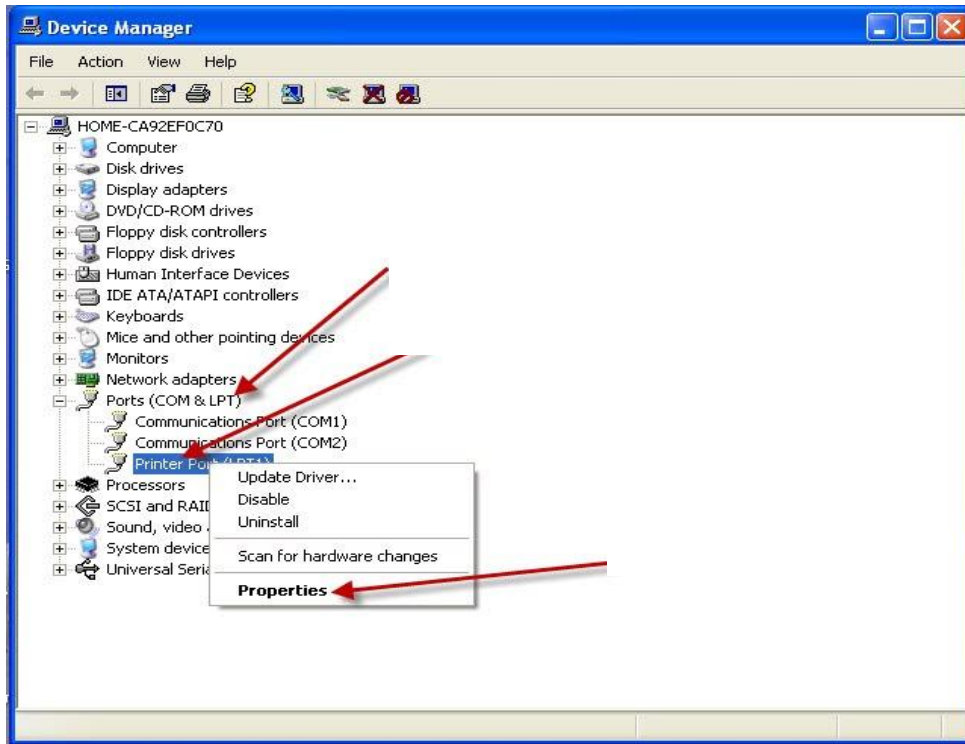 Device Manager
File Action View Help
HOME-CA92EF0C70
Computer
Disk drives
Display adapters
DVD/CD-ROM drives
Floppy disk controllers
Floppy disk drives
Human Interface Devices
IDE ATA/ATAPI controllers
Keyboards
Mice and other pointing devices
Monitors
Network adapters
Ports (COM & LPT)
Communications Port (COM1)
Communications Port (COM2)
Printer Port (LPT1)
Processors
SCSI and RAI
Sound, video
System device
Universal Seria
Update Driver...
Disable
Uninstall
Scan for hardware changes
Properties